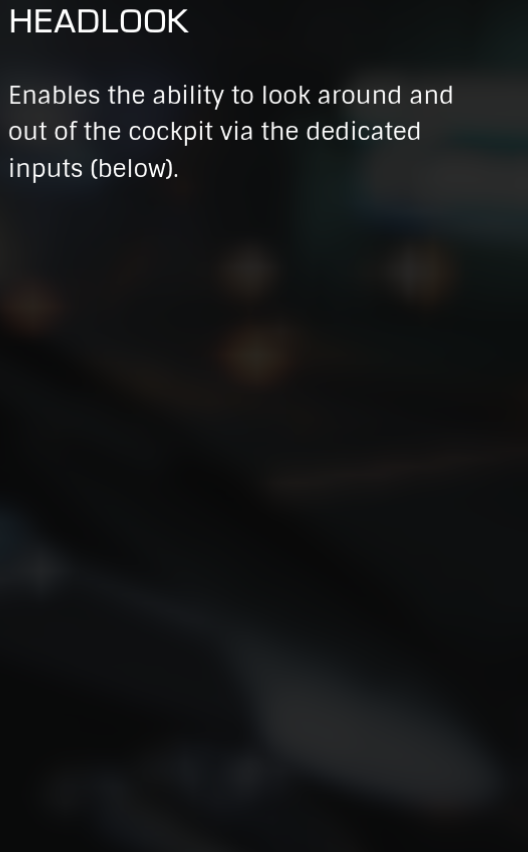 HEADLOOK
Enables the ability to look around and
out of the cockpit via the dedicated
inputs (below).